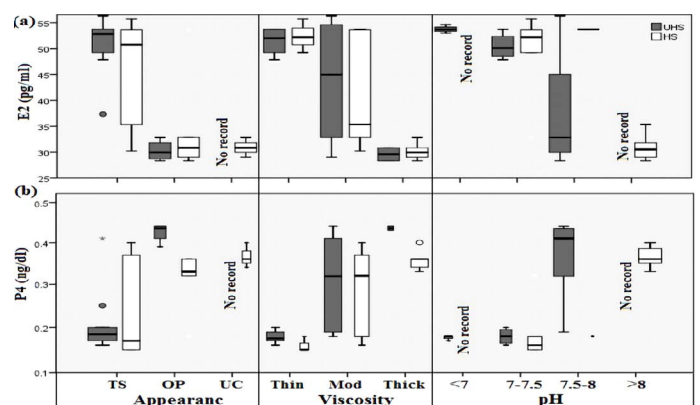 (a)
E2 (pg/ml)
55
50
45
40
35
30
25
No record
No record
No record
UHS
HS
(b)
P4 (ng/dl)
0.5
0.4
0.3
0.2
0.1
No record
No record
No record
TS OP UC Thin Mod Thick <7 7-7.5 7.5-8 >8
Appearanc Viscosity pH